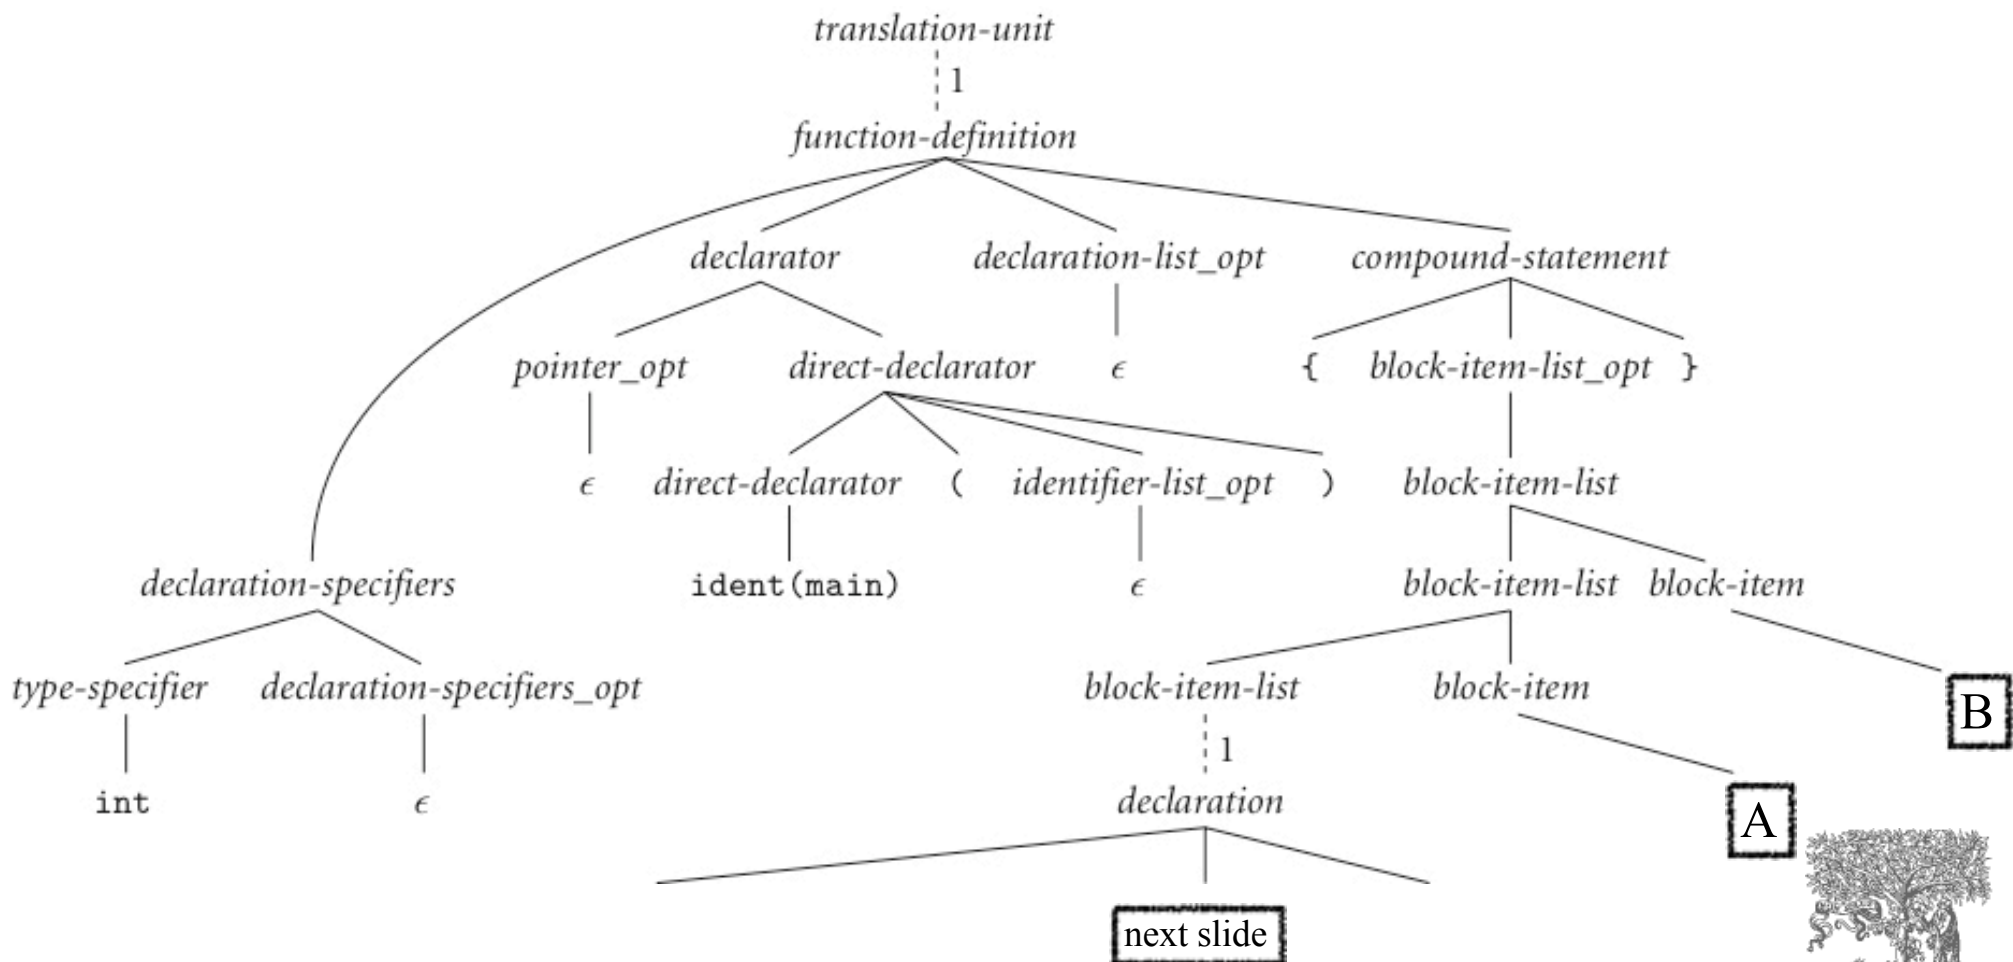 translation-unit
1
function-definition
declarator declaration-list_opt compound-statement
pointer_opt direct-declarator ϵ { block-item-list_opt }
ϵ direct-declarator ( identifier-list_opt ) block-item-list
declaration-specifiers ident(main) ϵ block-item-list block-item
type-specifier declaration-specifiers_opt block-item-list block-item B
1
int ϵ declaration A
next slide